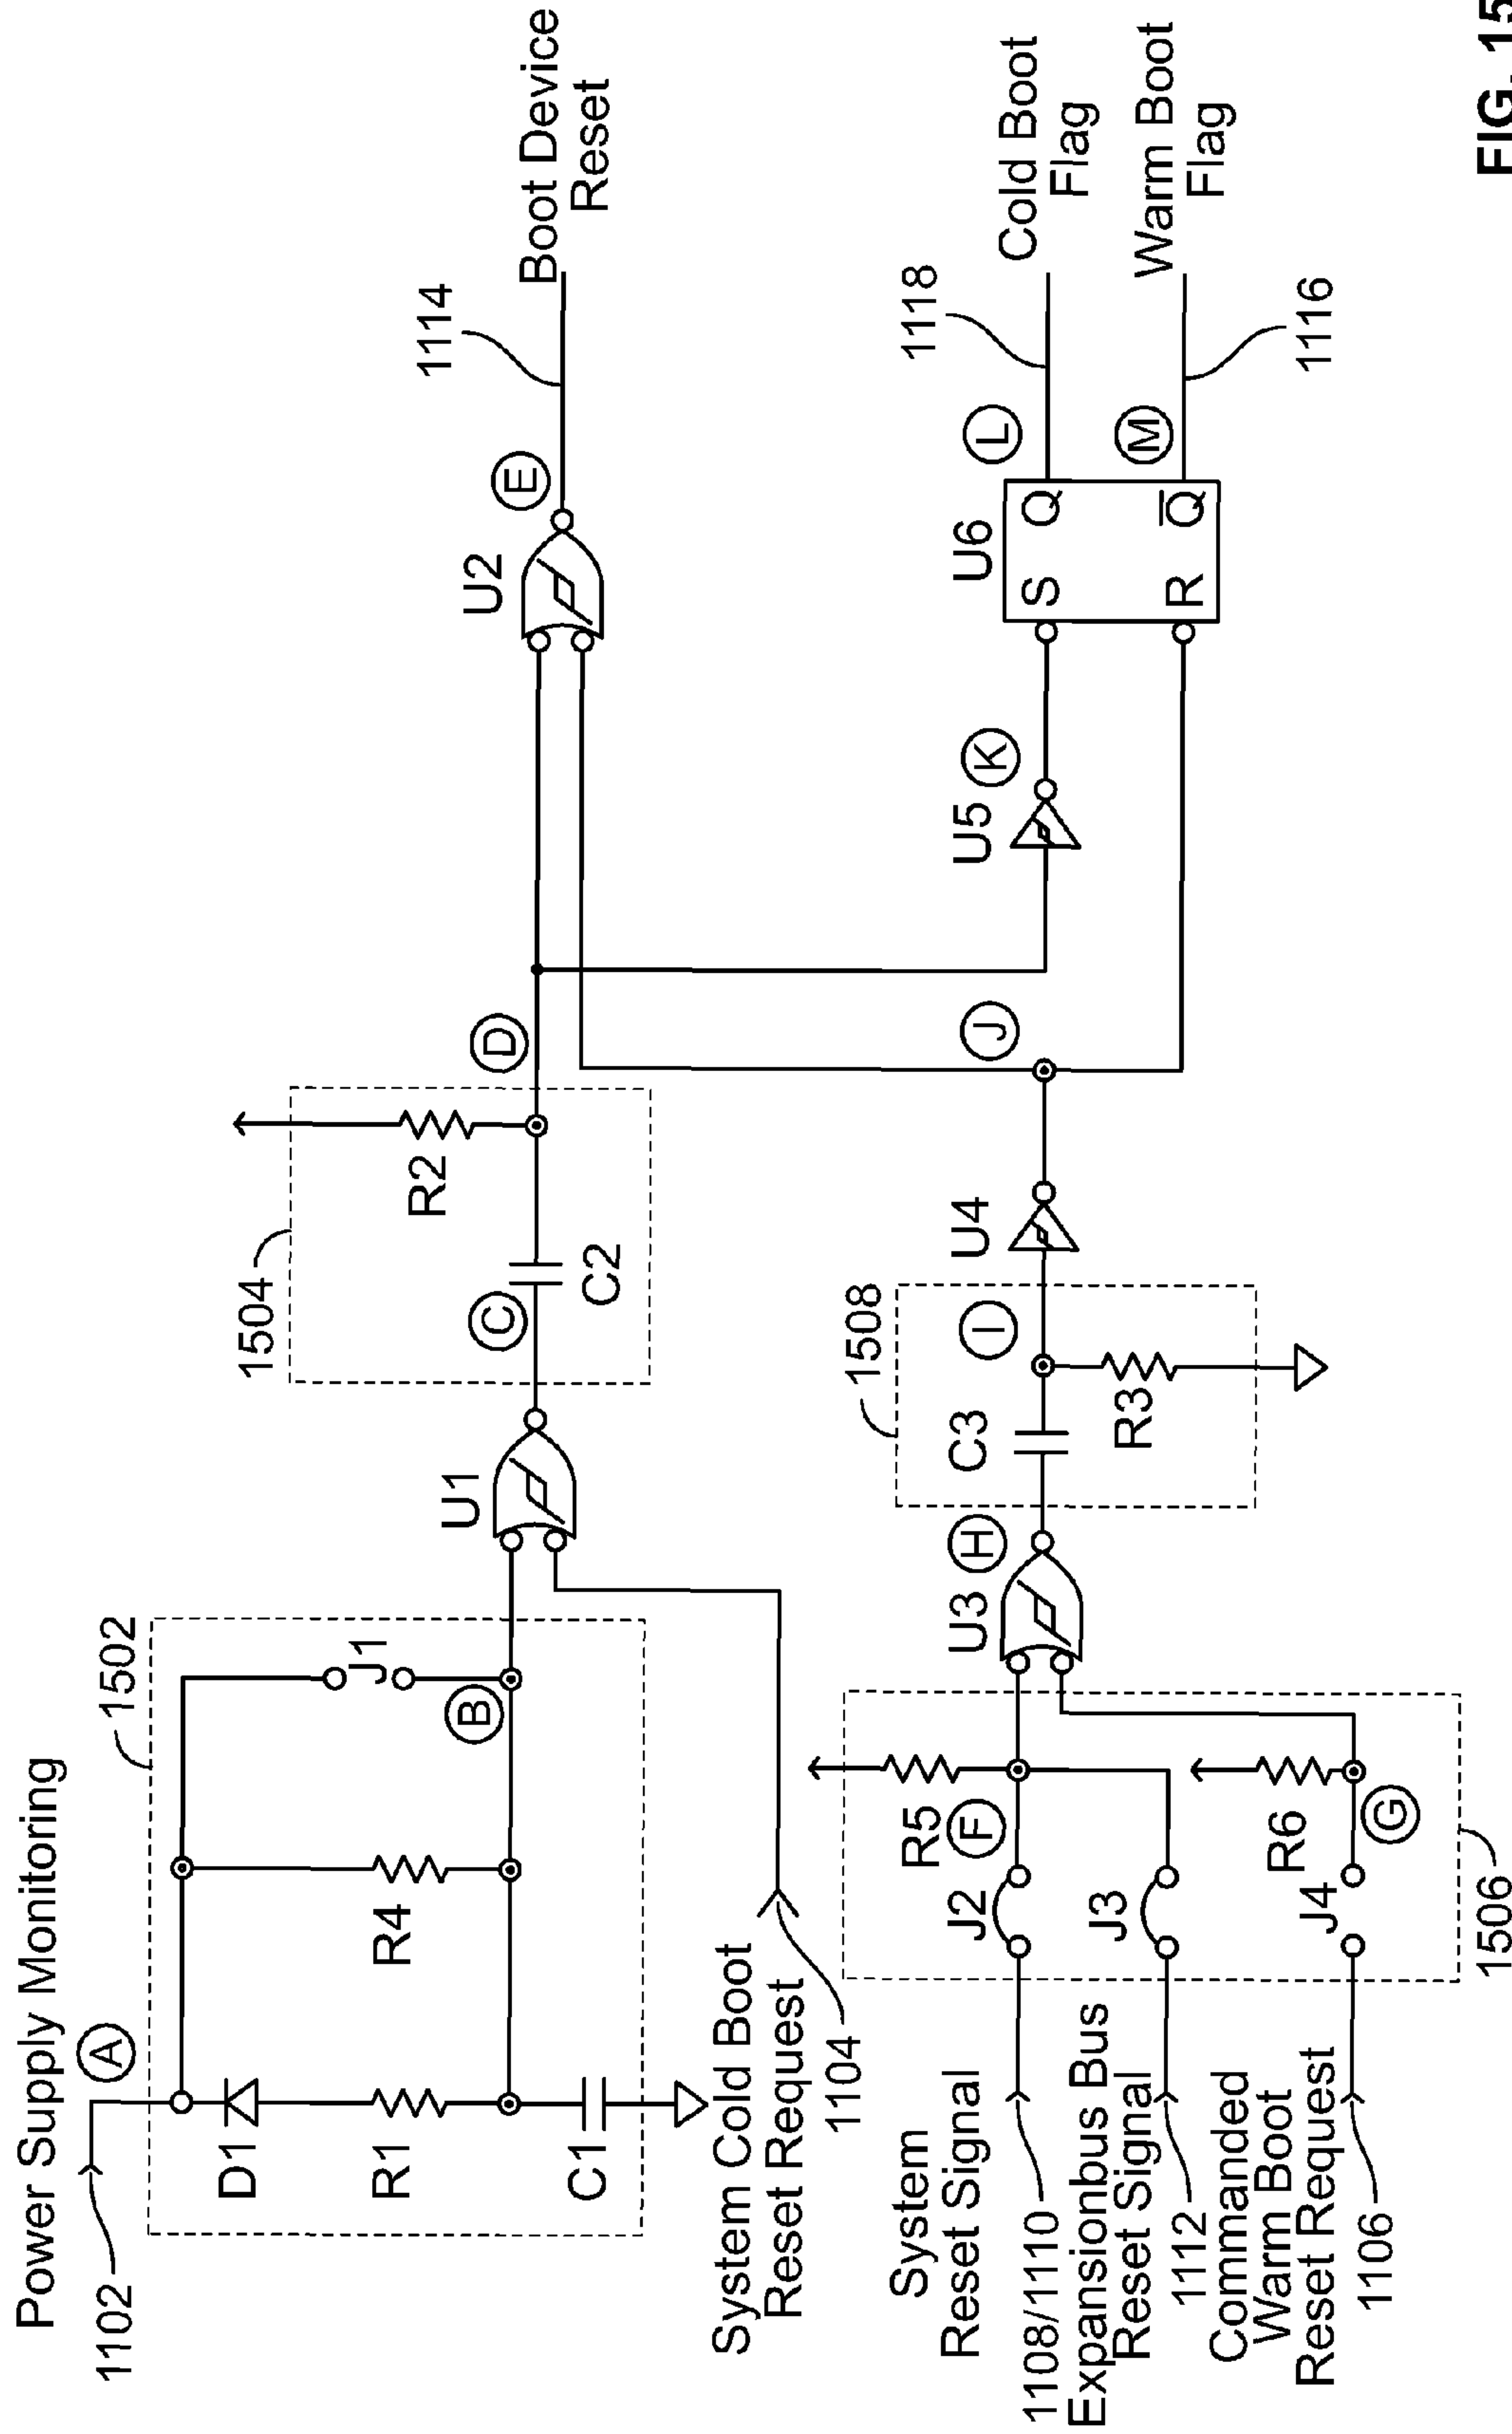 Power Supply Monitoring
1102
A
1502
D1
R1
C1
R4
J1
B
System Cold Boot
Reset Request
1104
U1
1504
C
C2
R2
D
U2
E
1114
Boot Device
Reset
System
Reset Signal
1108/1110
Expansionbus Bus
Reset Signal
1112
Commanded
Warm Boot
Reset Request
1106
1506
J2
J3
J4
R5
F
R6
G
U3
H
1508
C3
R3
I
U4
J
U5
K
U6
S
Q
R
Q̅
L
M
1118
1116
Cold Boot
Flag
Warm Boot
Flag
FIG. 15